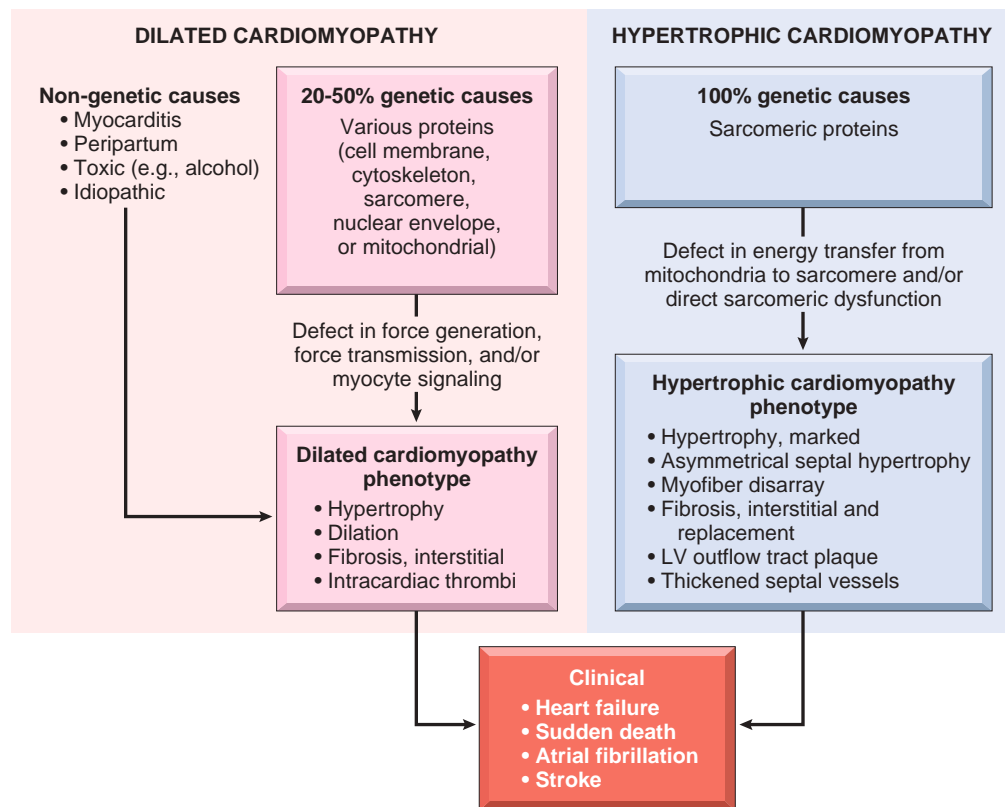 DILATED CARDIOMYOPATHY
Non-genetic causes
• Myocarditis
• Peripartum
• Toxic (e.g., alcohol)
• Idiopathic
20-50% genetic causes
Various proteins
(cell membrane,
cytoskeleton,
sarcomere,
nuclear envelope,
or mitochondrial)
Defect in force generation,
force transmission, and/or
myocyte signaling
Dilated cardiomyopathy
phenotype
• Hypertrophy
• Dilation
• Fibrosis, interstitial
• Intracardiac thrombi
HYPERTROPHIC CARDIOMYOPATHY
100% genetic causes
Sarcomeric proteins
Defect in energy transfer from
mitochondria to sarcomere and/or
direct sarcomeric dysfunction
Hypertrophic cardiomyopathy
phenotype
• Hypertrophy, marked
• Asymmetrical septal hypertrophy
• Myofiber disarray
• Fibrosis, interstitial and
replacement
• LV outflow tract plaque
• Thickened septal vessels
Clinical
• Heart failure
• Sudden death
• Atrial fibrillation
• Stroke